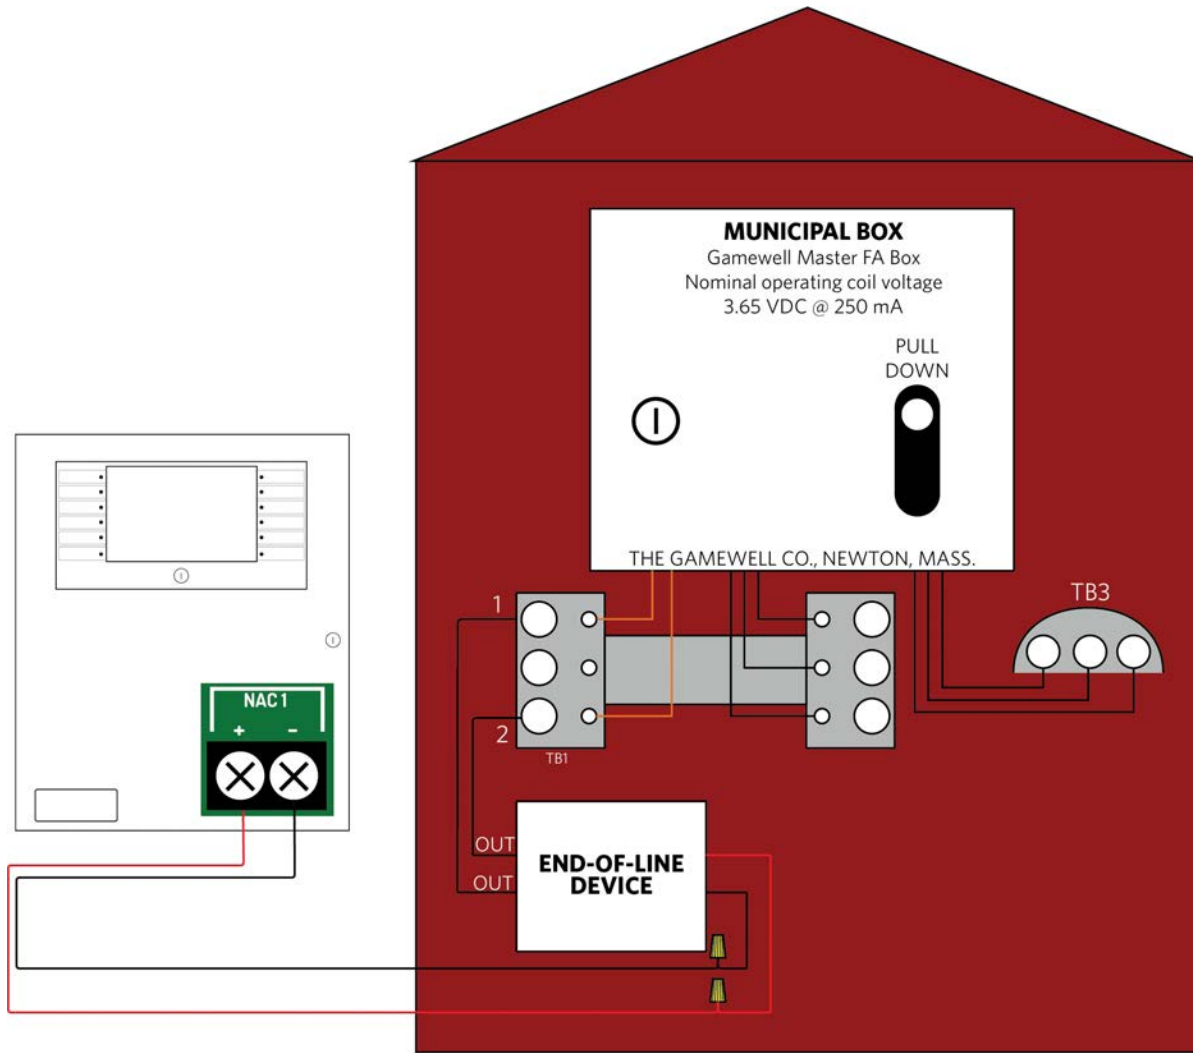 MUNICIPAL BOX
Gamewell Master FA Box
Nominal operating coil voltage
3.65 VDC @ 250 mA
PULL
DOWN
THE GAMEWELL CO., NEWTON, MASS.
1
2
TB1
TB3
NAC 1
+ −
OUT
OUT
END-OF-LINE
DEVICE